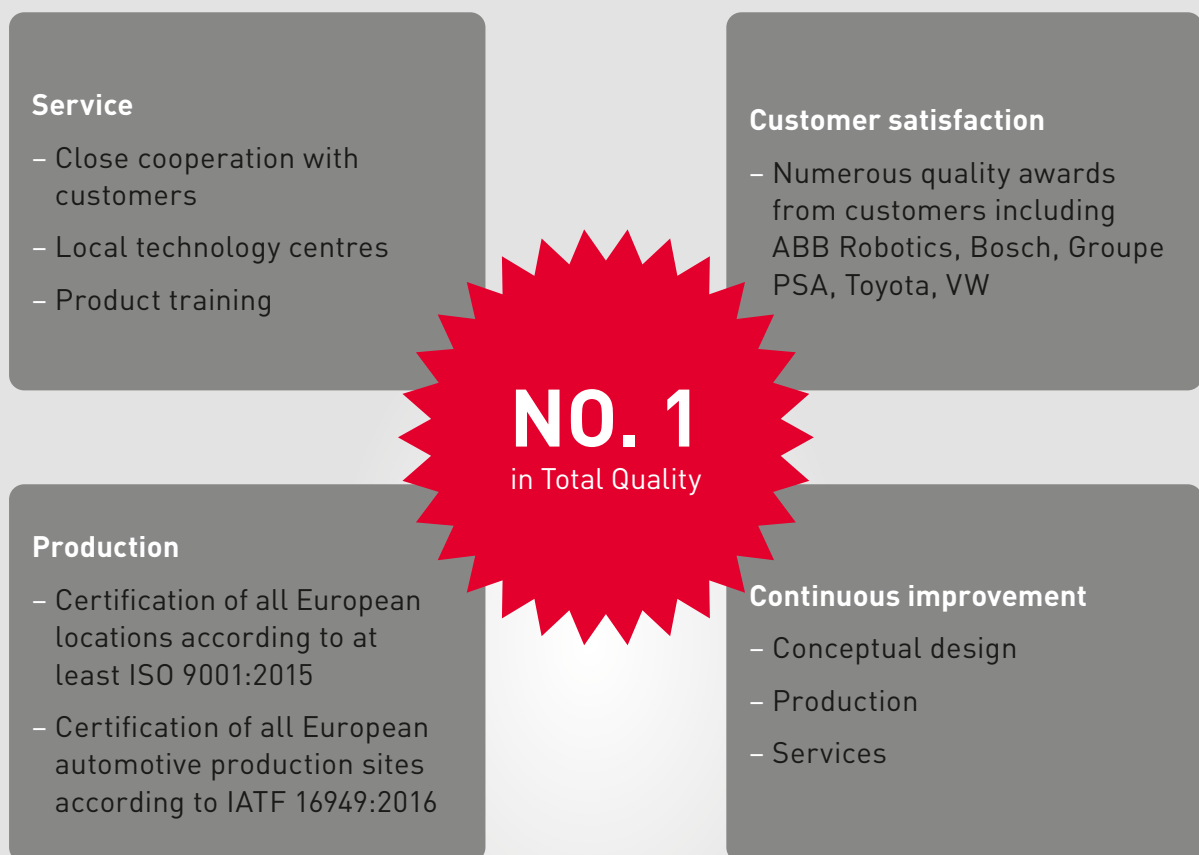 Service
– Close cooperation with
customers
– Local technology centres
– Product training
Customer satisfaction
– Numerous quality awards
from customers including
ABB Robotics, Bosch, Groupe
PSA, Toyota, VW
NO. 1
in Total Quality
Production
– Certification of all European
locations according to at
least ISO 9001:2015
– Certification of all European
automotive production sites
according to IATF 16949:2016
Continuous improvement
– Conceptual design
– Production
– Services